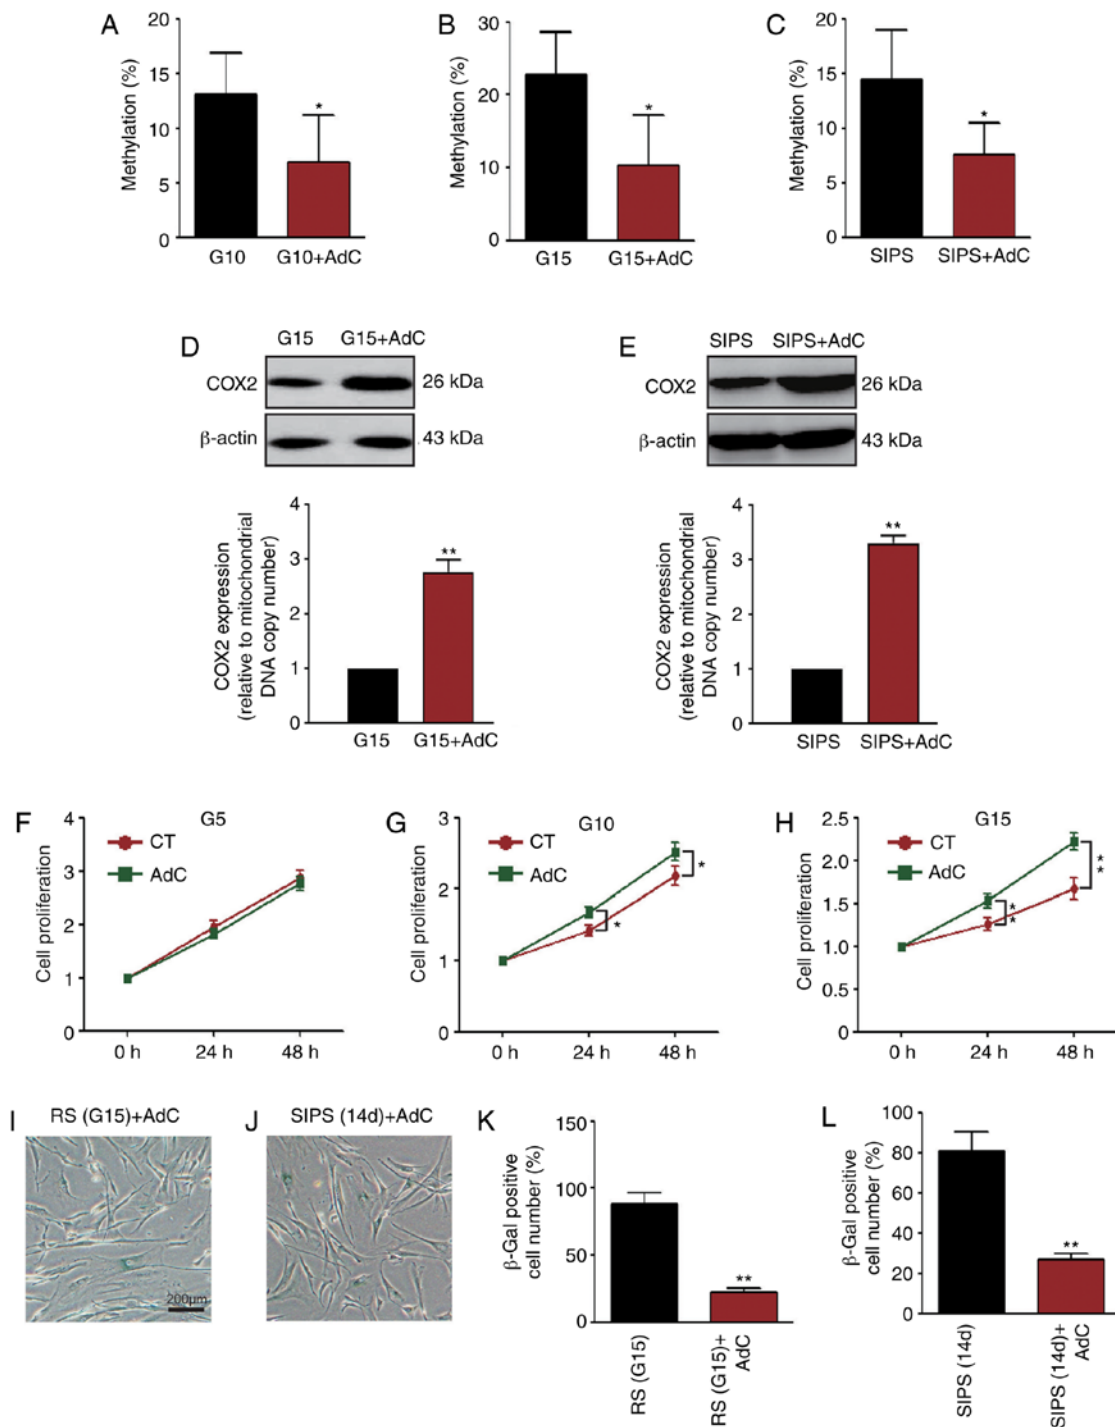 A
20
15
10
5
0
Methylation (%)
*
G10
G10+AdC
B
30
20
10
0
Methylation (%)
*
G15
G15+AdC
C
20
15
10
5
0
Methylation (%)
*
SIPS
SIPS+AdC
D
G15
G15+AdC
COX2
26 kDa
β-actin
43 kDa
COX2 expression
(relative to mitochondrial
DNA copy number)
4
3
2
1
0
**
G15
G15+AdC
E
SIPS
SIPS+AdC
COX2
26 kDa
β-actin
43 kDa
COX2 expression
(relative to mitochondrial
DNA copy number)
4
3
2
1
0
**
SIPS
SIPS+AdC
F
G5
CT
AdC
Cell proliferation
4
3
2
1
0
0 h
24 h
48 h
G
G10
CT
AdC
Cell proliferation
3
2
1
0
*
*
0 h
24 h
48 h
H
G15
CT
AdC
Cell proliferation
2.5
2.0
1.5
1.0
0.5
0
**
**
0 h
24 h
48 h
I
RS (G15)+AdC
200μm
J
SIPS (14d)+AdC
K
β-Gal positive
cell number (%)
150
100
50
0
**
RS (G15)
RS (G15)+
AdC
L
β-Gal positive
cell number (%)
100
80
60
40
20
0
**
SIPS (14d)
SIPS (14d)+
AdC